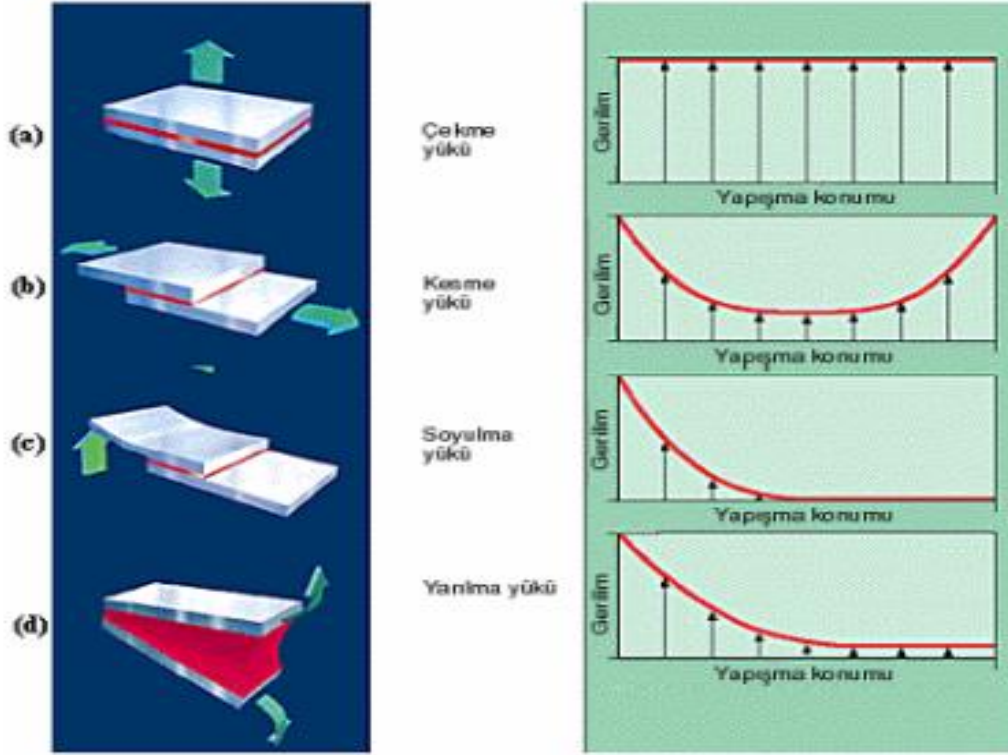 (a)
Çekme
yükü
Gerilim
Yapışma konumu
(b)
Kesme
yükü
Gerilim
Yapışma konumu
(c)
Soyulma
yükü
Gerilim
Yapışma konumu
(d)
Yarılma yükü
Gerilim
Yapışma konumu